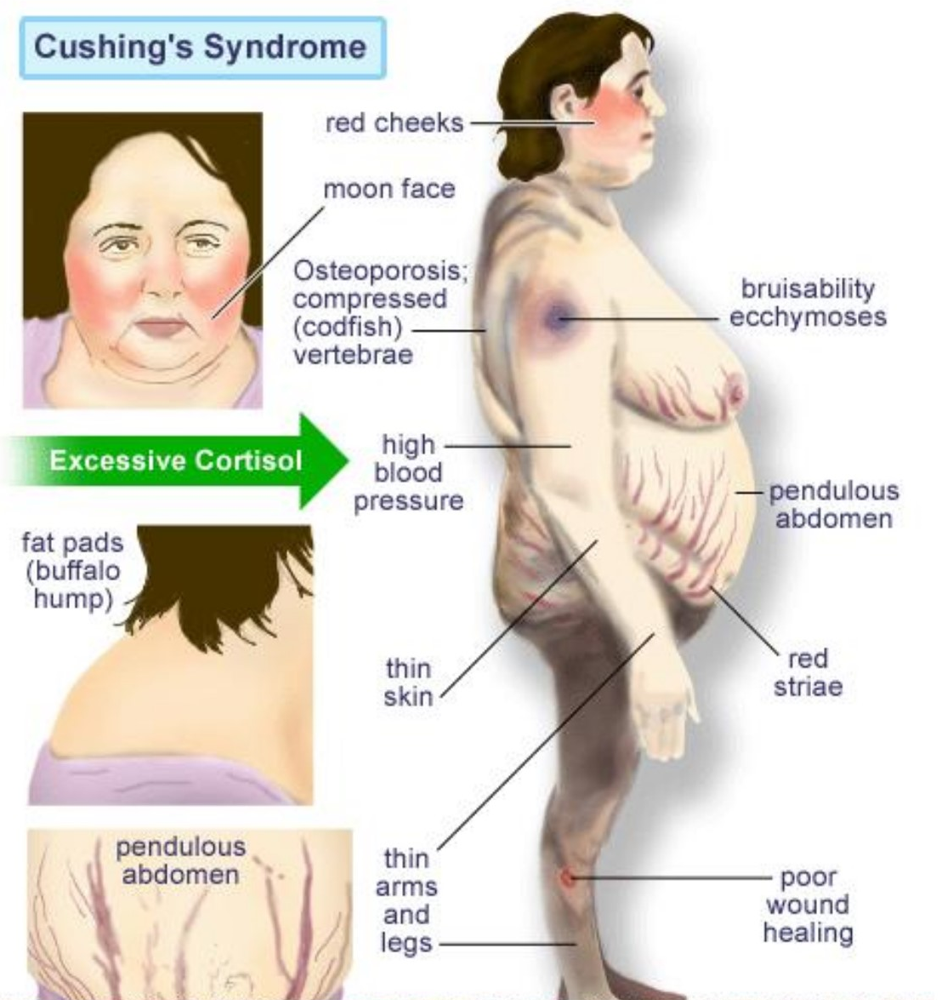 Cushing's Syndrome
red cheeks
moon face
Osteoporosis;
compressed
(codfish)
vertebrae
bruisability
ecchymoses
Excessive Cortisol
high
blood
pressure
pendulous
abdomen
fat pads
(buffalo
hump)
thin
skin
red
striae
pendulous
abdomen
thin
arms
and
legs
poor
wound
healing